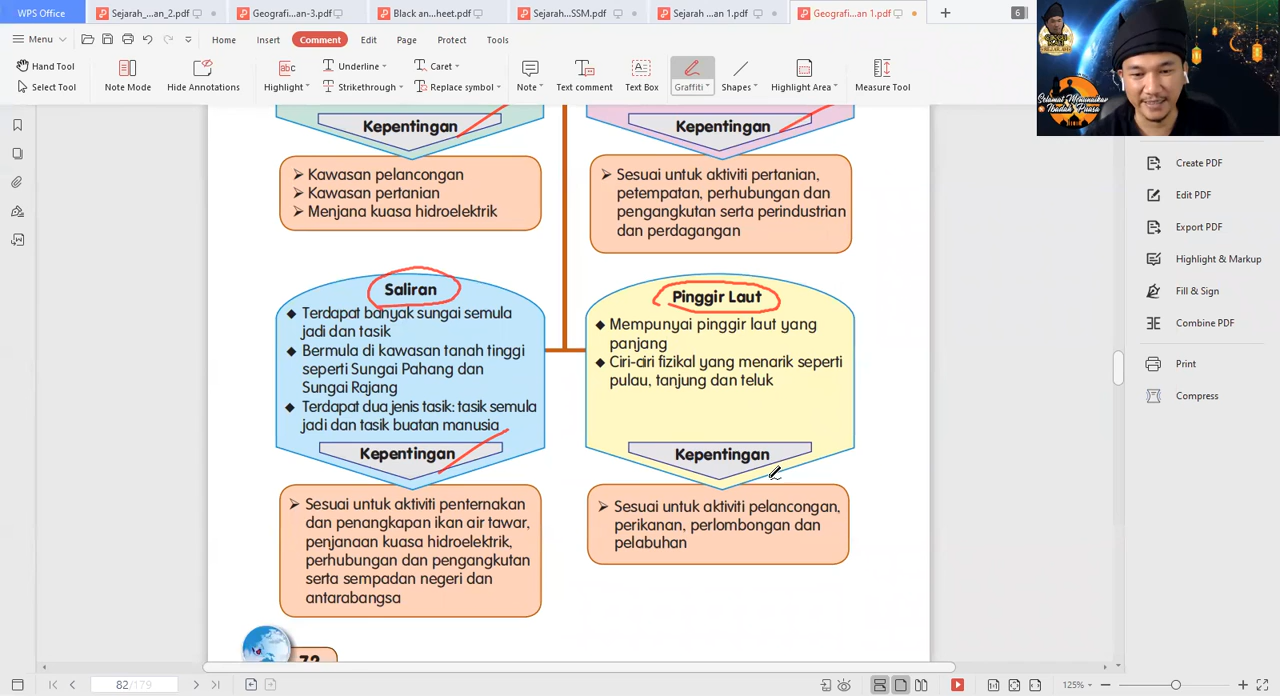 WPS Office
Sejarah_...an_2.pdf
Geografi...an-3.pdf
Black an...heet.pdf
Sejarah...SSM.pdf
Sejarah ...an 1.pdf
Geografi...an 1.pdf
6
Menu
Home
Insert
Comment
Edit
Page
Protect
Tools
Hand Tool
Select Tool
Note Mode
Hide Annotations
Highlight
Underline
Strikethrough
Caret
Replace symbol
Note
Text comment
Text Box
Graffiti
Shapes
Highlight Area
Measure Tool
Selamat Menunaikan
Ibadah Puasa
Create PDF
Edit PDF
Export PDF
Highlight & Markup
Fill & Sign
Combine PDF
Print
Compress
Kepentingan
Kawasan pelancongan
Kawasan pertanian
Menjana kuasa hidroelektrik
Kepentingan
Sesuai untuk aktiviti pertanian,
petempatan, perhubungan dan
pengangkutan serta perindustrian
dan perdagangan
Saliran
Terdapat banyak sungai semula
jadi dan tasik
Bermula di kawasan tanah tinggi
seperti Sungai Pahang dan
Sungai Rajang
Terdapat dua jenis tasik: tasik semula
jadi dan tasik buatan manusia
Kepentingan
Sesuai untuk aktiviti penternakan
dan penangkapan ikan air tawar,
penjanaan kuasa hidroelektrik,
perhubungan dan pengangkutan
serta sempadan negeri dan
antarabangsa
Pinggir Laut
Mempunyai pinggir laut yang
panjang
Ciri-ciri fizikal yang menarik seperti
pulau, tanjung dan teluk
Kepentingan
Sesuai untuk aktiviti pelancongan,
perikanan, perlombongan dan
pelabuhan
72
82/179
125%